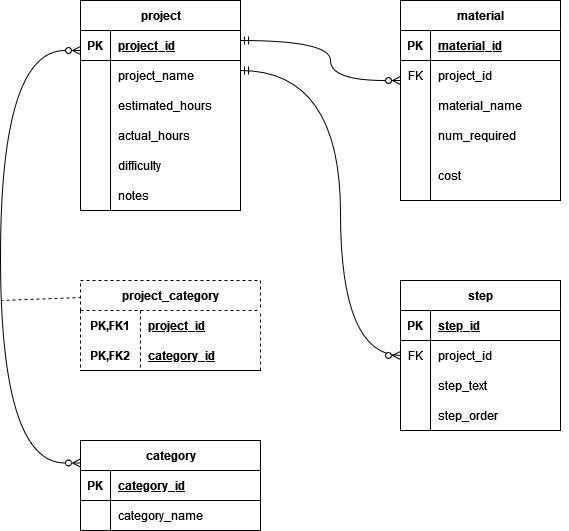 project
PK project_id
project_name
estimated_hours
actual_hours
difficulty
notes
material
PK material_id
FK project_id
material_name
num_required
cost
project_category
PK,FK1 project_id
PK,FK2 category_id
step
PK step_id
FK project_id
step_text
step_order
category
PK category_id
category_name